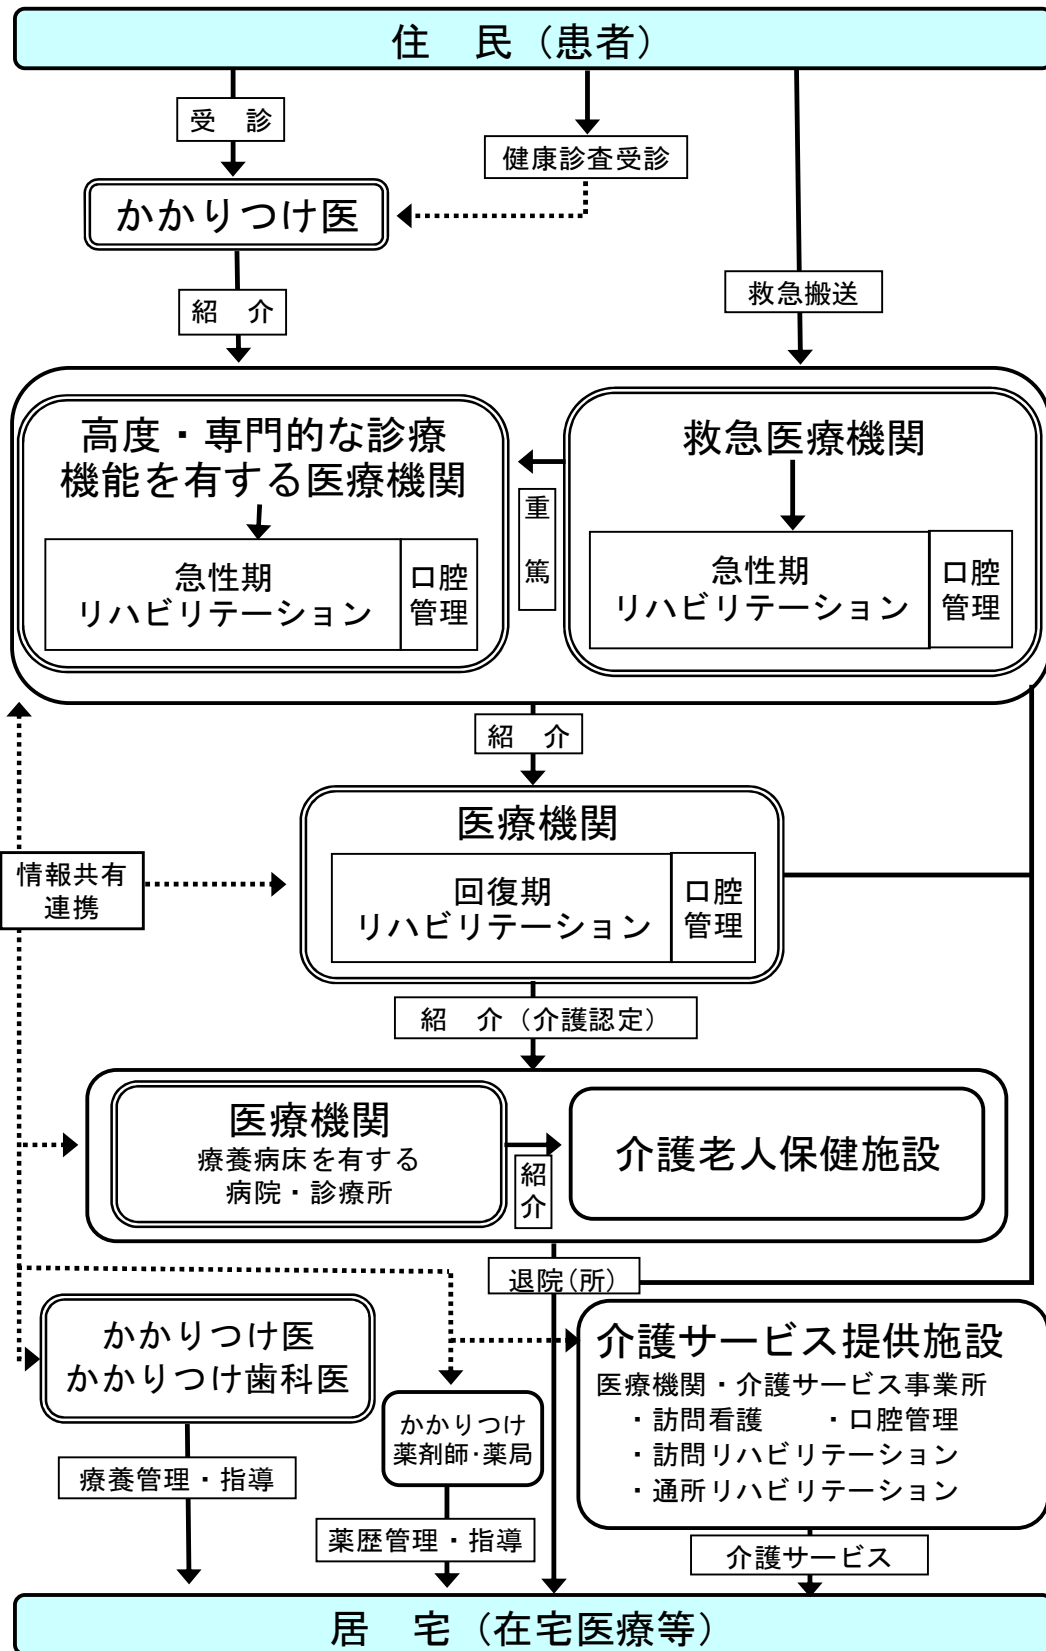 住　民（患者）
受　診
健康診査受診
かかりつけ医
紹　介
救急搬送
高度・専門的な診療
機能を有する医療機関
急性期
リハビリテーション
口腔
管理
重
篤
救急医療機関
急性期
リハビリテーション
口腔
管理
紹　介
医療機関
回復期
リハビリテーション
口腔
管理
情報共有
連携
紹　介（介護認定）
医療機関
療養病床を有する
病院・診療所
紹
介
介護老人保健施設
退院(所)
かかりつけ医
かかりつけ歯科医
かかりつけ
薬剤師・薬局
介護サービス提供施設
医療機関・介護サービス事業所
・訪問看護　　・口腔管理
・訪問リハビリテーション
・通所リハビリテーション
療養管理・指導
薬歴管理・指導
介護サービス
居　宅（在宅医療等）